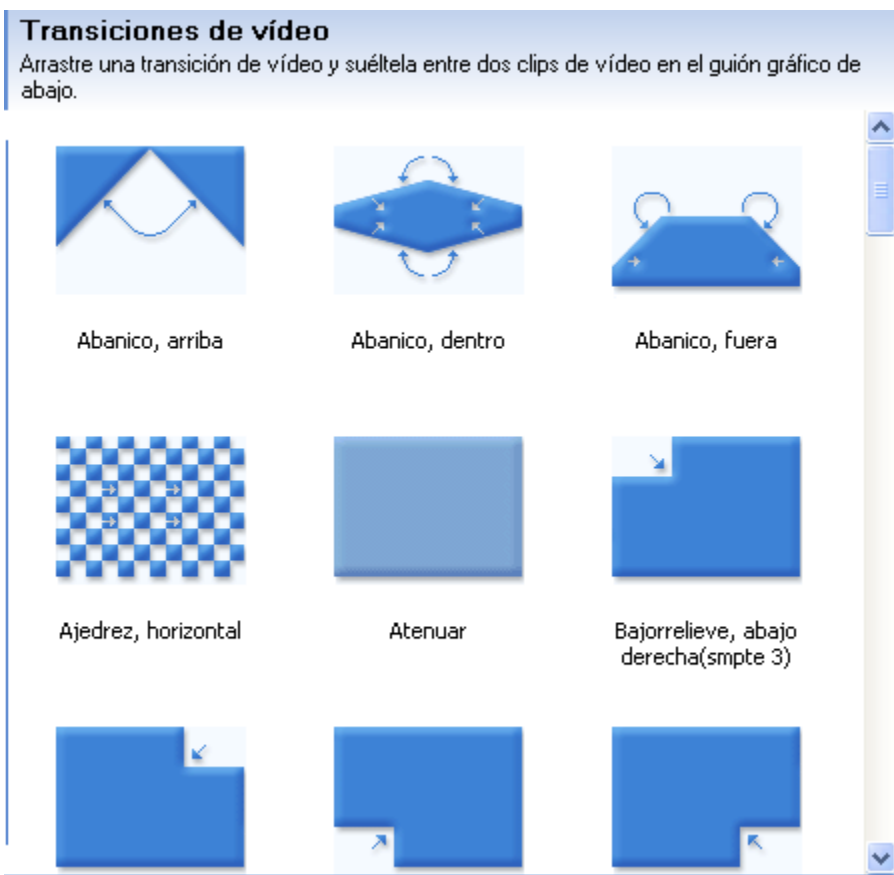 Transiciones de vídeo
Arrastre una transición de vídeo y suéltela entre dos clips de vídeo en el guión gráfico de
abajo.
Abanico, arriba
Abanico, dentro
Abanico, fuera
Ajedrez, horizontal
Atenuar
Bajorrelieve, abajo
derecha(smpte 3)